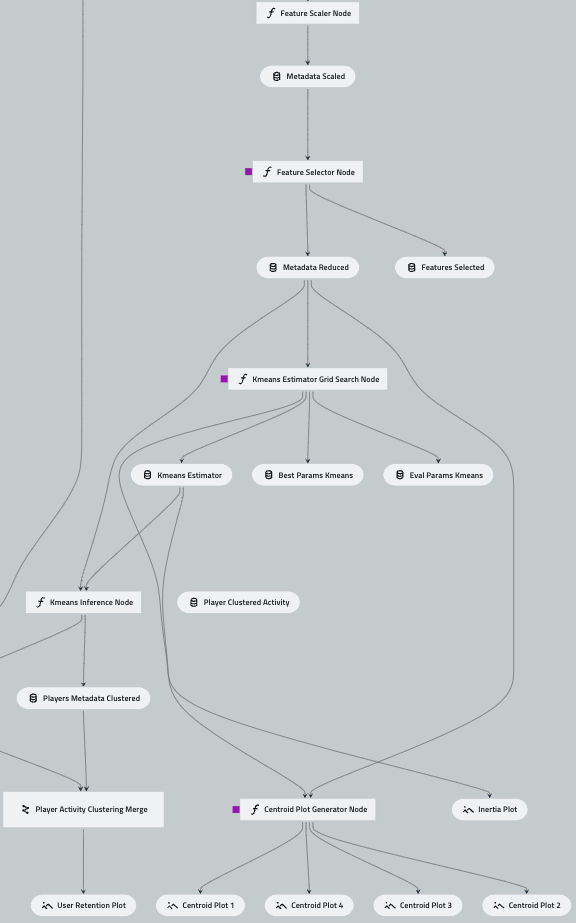 Feature Scaler Node
Metadata Scaled
Feature Selector Node
Metadata Reduced
Features Selected
Kmeans Estimator Grid Search Node
Kmeans Estimator
Best Params Kmeans
Eval Params Kmeans
Kmeans Inference Node
Player Clustered Activity
Players Metadata Clustered
Player Activity Clustering Merge
Centroid Plot Generator Node
Inertia Plot
User Retention Plot
Centroid Plot 1
Centroid Plot 4
Centroid Plot 3
Centroid Plot 2